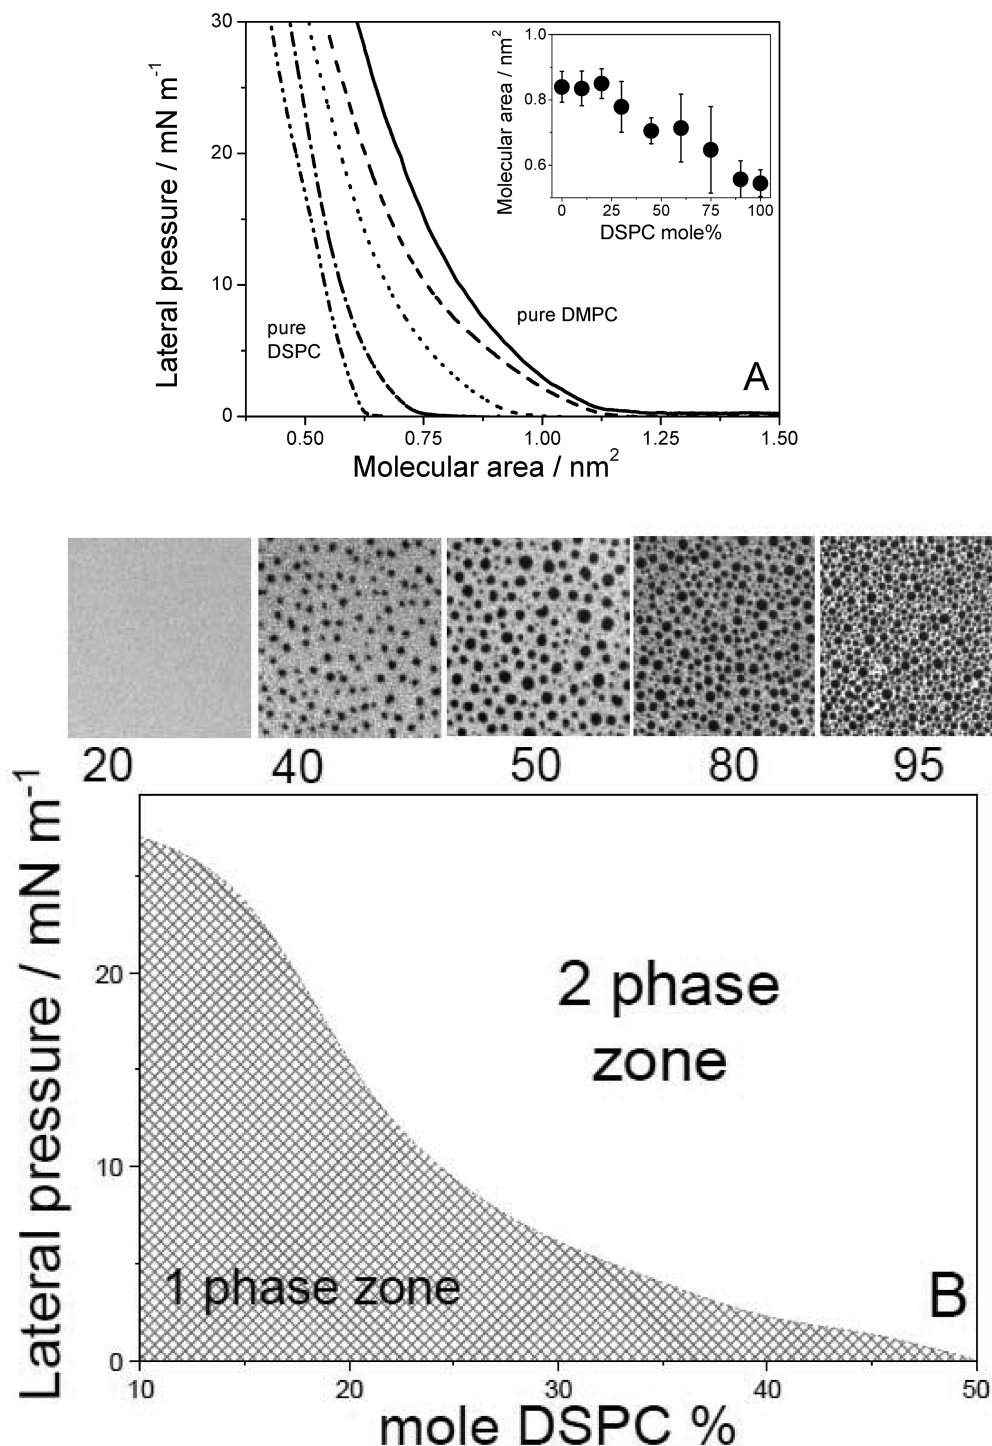 30
20
10
0
Lateral pressure / mN m⁻¹
0.50 0.75 1.00 1.25 1.50
Molecular area / nm²
pure
DSPC
pure DMPC
A
1.0
0.8
0.6
Molecular area / nm²
0 25 50 75 100
DSPC mole%
20 40 50 80 95
Lateral pressure / mN m⁻¹
20
10
0
2 phase
zone
1 phase zone
B
10 20 30 40 50
mole DSPC %